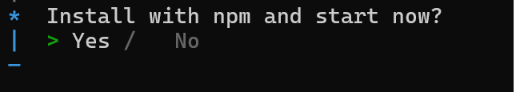 * Install with npm and start now?
| > Yes / No
–